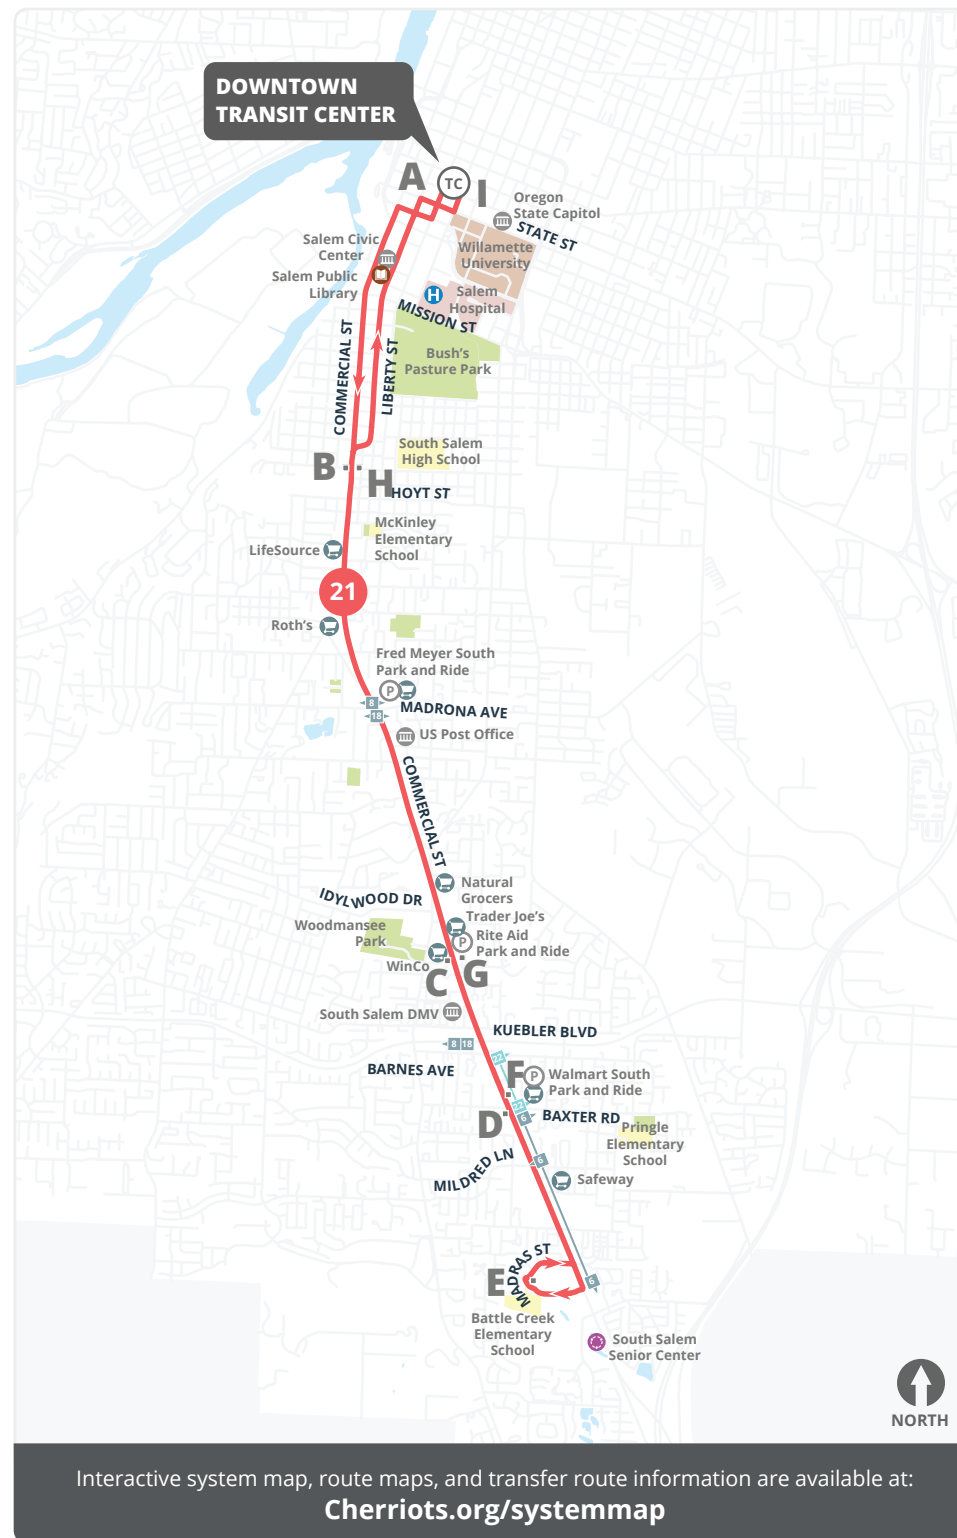 DOWNTOWN
TRANSIT CENTER
A
TC
I
Oregon
State Capitol
STATE ST
Salem Civic
Center
Willamette
University
Salem Public
Library
H
Salem
Hospital
MISSION ST
COMMERCIAL ST
LIBERTY ST
Bush's
Pasture Park
South Salem
High School
B
H
HOYT ST
McKinley
Elementary
School
LifeSource
21
Roth's
Fred Meyer South
Park and Ride
P
8
18
MADRONA AVE
US Post Office
COMMERCIAL ST
Natural
Grocers
IDYLWOOD DR
Trader Joe's
Woodmansee
Park
P
Rite Aid
Park and Ride
WinCo
C
G
South Salem DMV
KUEBLER BLVD
8 18
22
BARNES AVE
F
P
Walmart South
Park and Ride
22
6
D
BAXTER RD
Pringle
Elementary
School
MILDRED LN
6
Safeway
MADRAS ST
E
6
Battle Creek
Elementary
School
South Salem
Senior Center
NORTH
Interactive system map, route maps, and transfer route information are available at:
Cherriots.org/systemmap